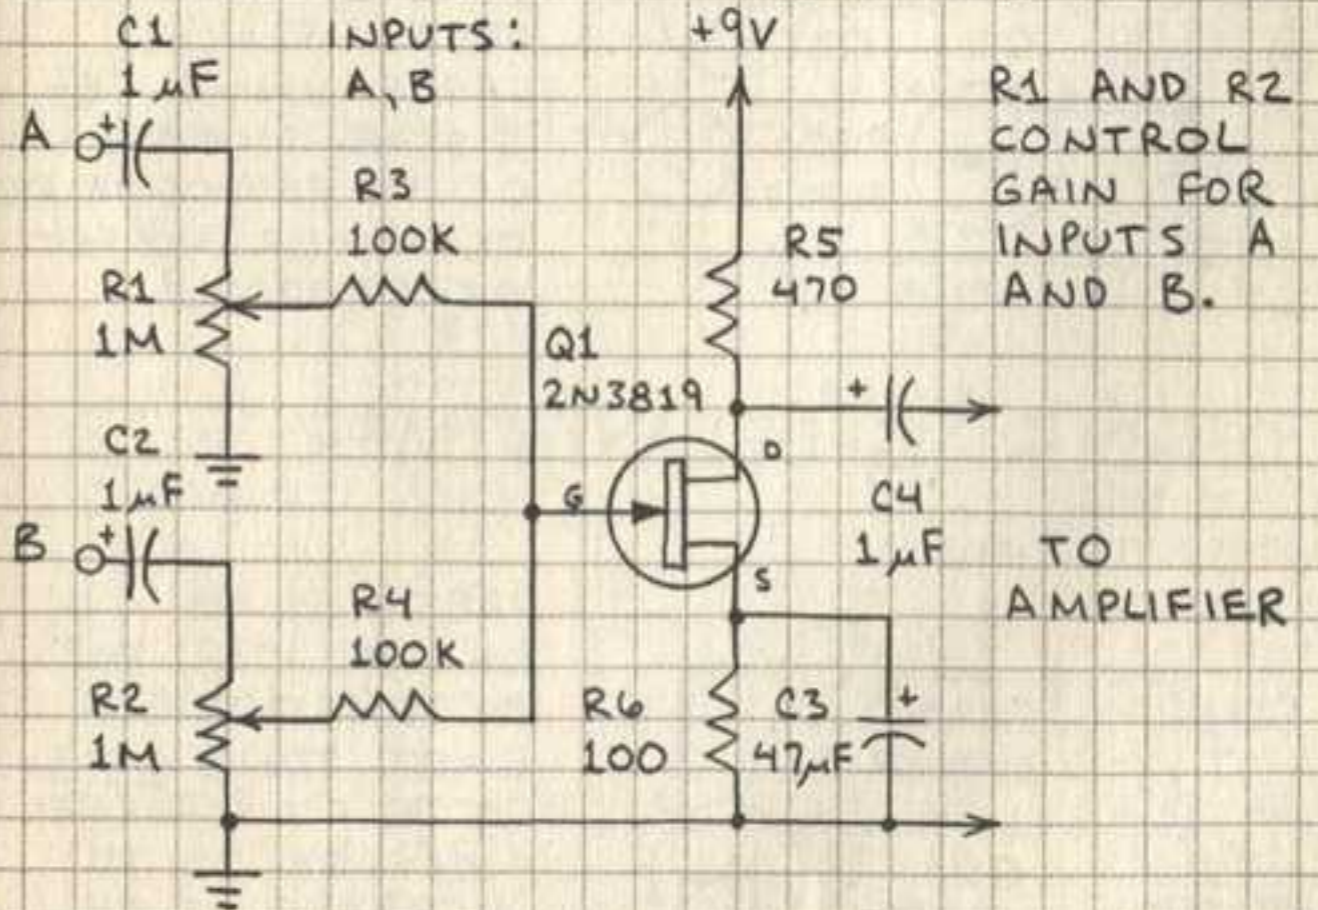 C1
1µF
INPUTS:
A, B
+9V
R1 AND R2
CONTROL
GAIN FOR
INPUTS A
AND B.
A
+
R3
100K
R1
1M
R5
470
Q1
2N3819
+
D
G
S
C4
1µF
TO
AMPLIFIER
C2
1µF
B
+
R4
100K
R2
1M
R6
100
C3
47µF
+